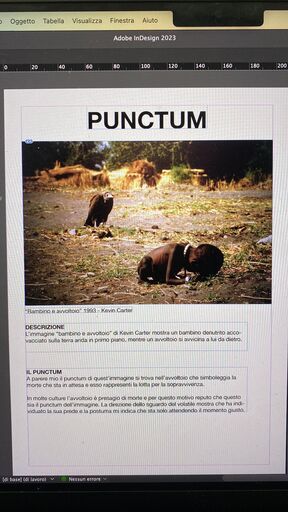 Oggetto Tabella Visualizza Finestra Aiuto
Adobe InDesign 2023
0 20 40 60 80 100 120 140 160 180 200
PUNCTUM
"Bambino e avvoltoio" 1993 - Kevin Carter
DESCRIZIONE
L'immagine "bambino e avvoltoio" di Kevin Carter mostra un bambino denutrito acco-
vacciato sulla terra arida in primo piano, mentre un avvoltoio si avvicina a lui da dietro.
IL PUNCTUM
A parere mio il punctum di quest'immagine si trova nell'avvoltoio che simboleggia la
morte che sta in attesa e esso rappresenti la lotta per la sopravvivenza.
In molte culture l'avvoltoio è presagio di morte e per questo motivo reputo che questo
sia il punctum dell'immagine. La direzione dello sguardo del volatile mostra che ha indi-
viduato la sua preda e la postura mi indica che sta solo attendendo il momento giusto.
[di base] (di lavoro) Nessun errore